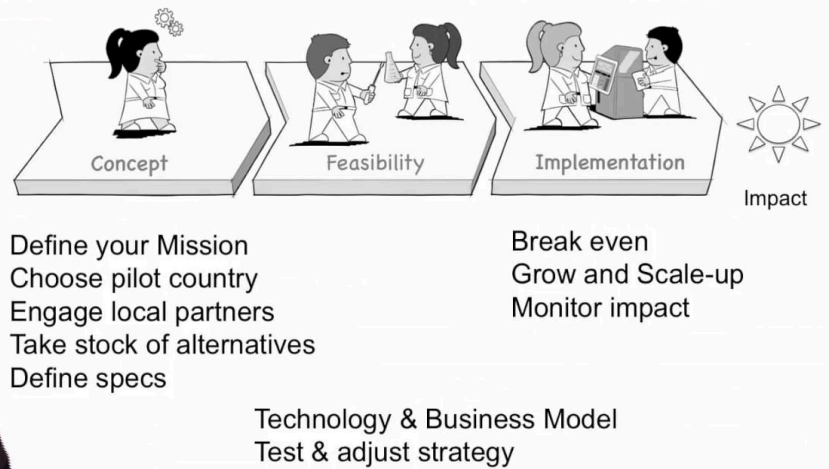 Concept
Feasibility
Implementation
Impact
Define your Mission
Choose pilot country
Engage local partners
Take stock of alternatives
Define specs
Break even
Grow and Scale-up
Monitor impact
Technology & Business Model
Test & adjust strategy